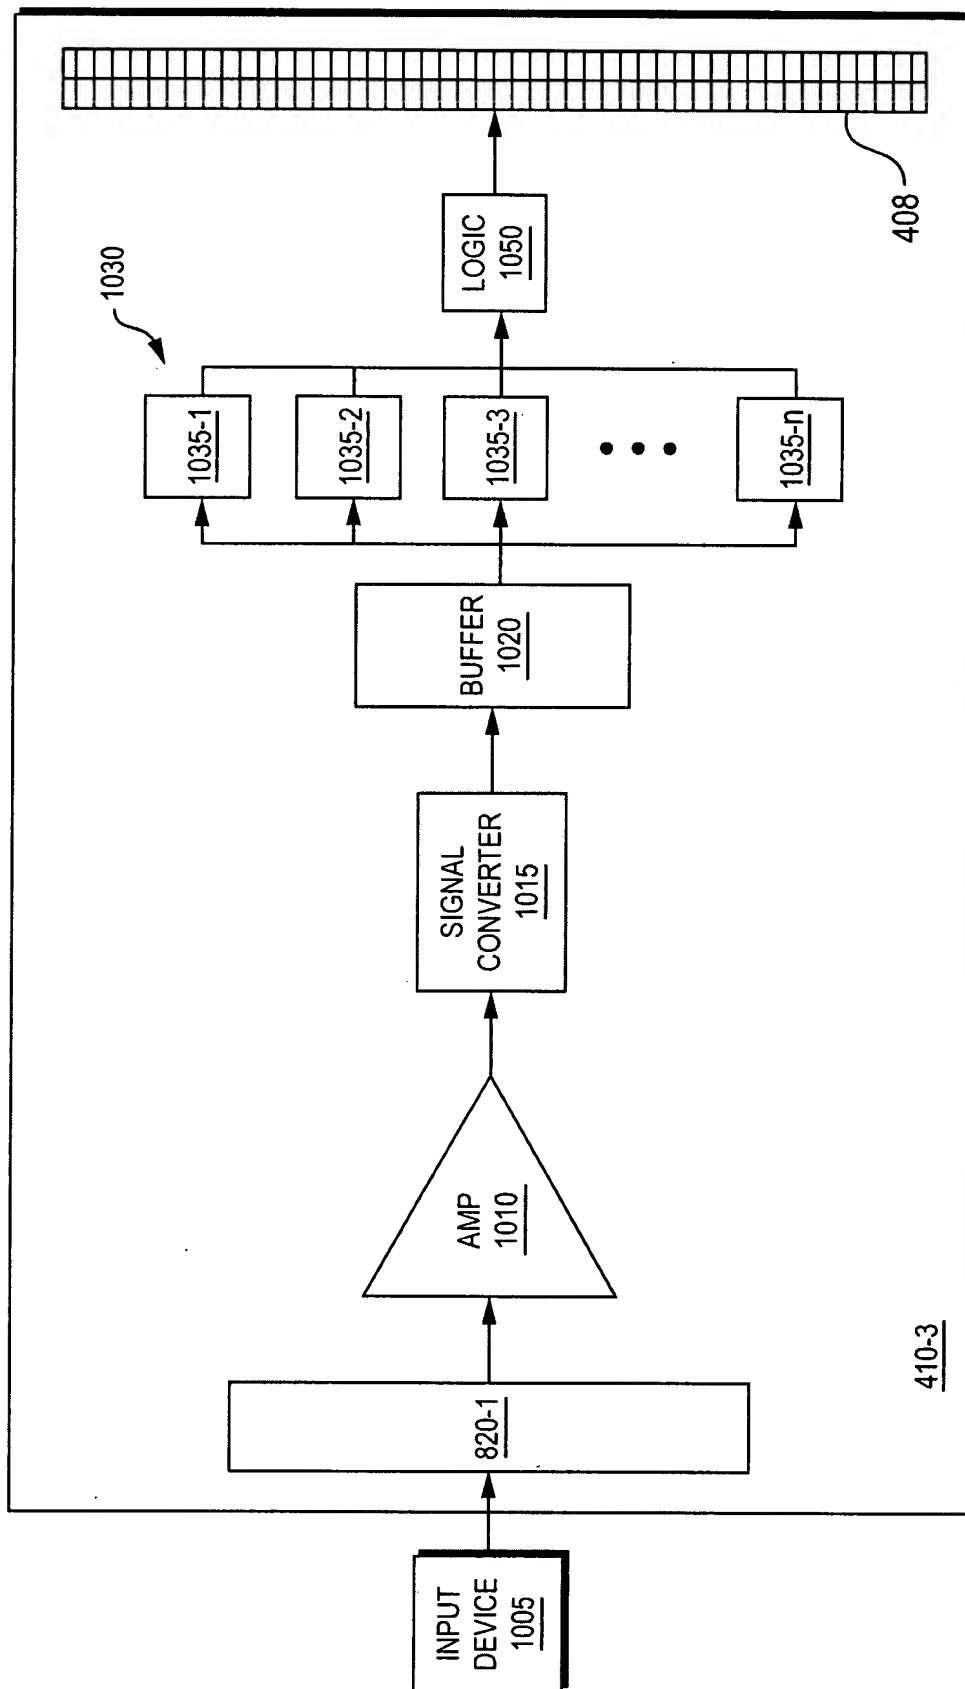 INPUT
DEVICE
1005
820-1
AMP
1010
SIGNAL
CONVERTER
1015
BUFFER
1020
1030
1035-1
1035-2
1035-3
1035-n
LOGIC
1050
408
410-3